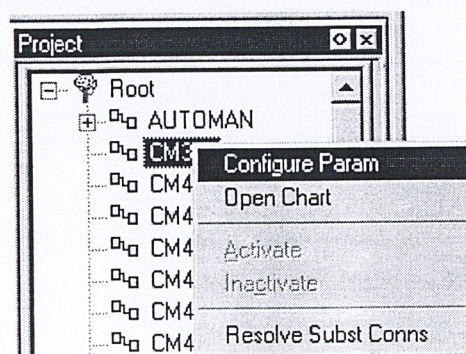 Project
Root
AUTOMAN
CM3
Configure Param
CM4
Open Chart
CM4
CM4
Activate
CM4
Inactivate
CM4
CM4
Resolve Subst Conns